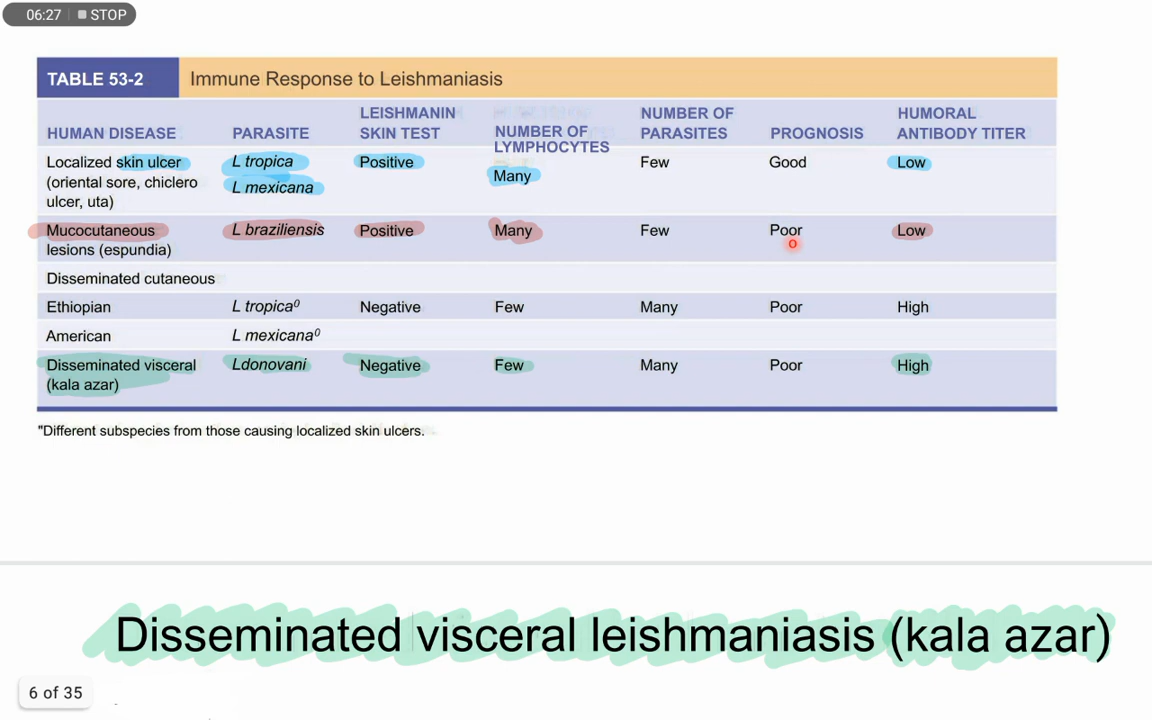 06:27 STOP
TABLE 53-2 Immune Response to Leishmaniasis
HUMAN DISEASE PARASITE LEISHMANIN SKIN TEST NUMBER OF LYMPHOCYTES NUMBER OF PARASITES PROGNOSIS HUMORAL ANTIBODY TITER
Localized skin ulcer L tropica Positive Many Few Good Low
(oriental sore, chiclero L mexicana
ulcer, uta)
Mucocutaneous L braziliensis Positive Many Few Poor Low
lesions (espundia)
Disseminated cutaneous
Ethiopian L tropica⁰ Negative Few Many Poor High
American L mexicana⁰
Disseminated visceral Ldonovani Negative Few Many Poor High
(kala azar)
"Different subspecies from those causing localized skin ulcers.
Disseminated visceral leishmaniasis (kala azar)
6 of 35